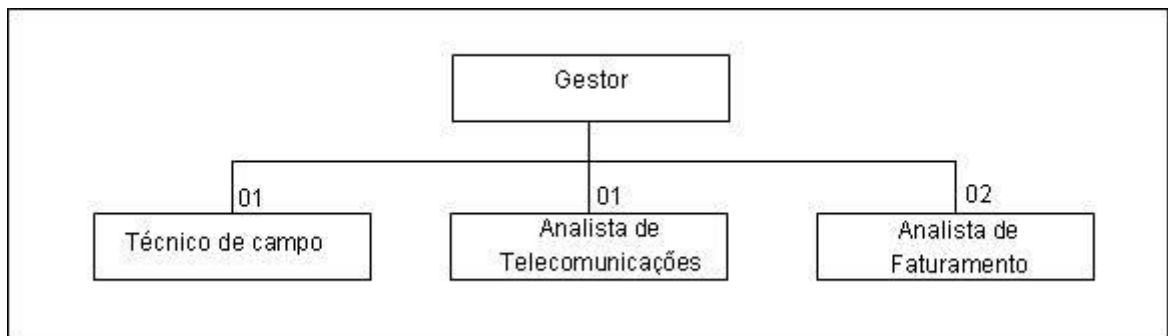 Gestor
01
01
02
Técnico de campo
Analista de
Telecomunicações
Analista de
Faturamento